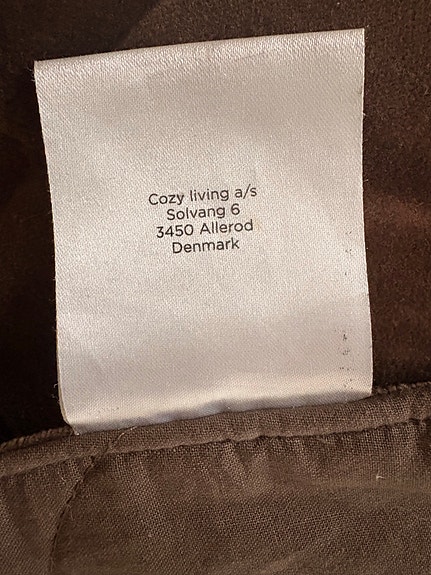 Cozy living a/s
Solvang 6
3450 Allerod
Denmark